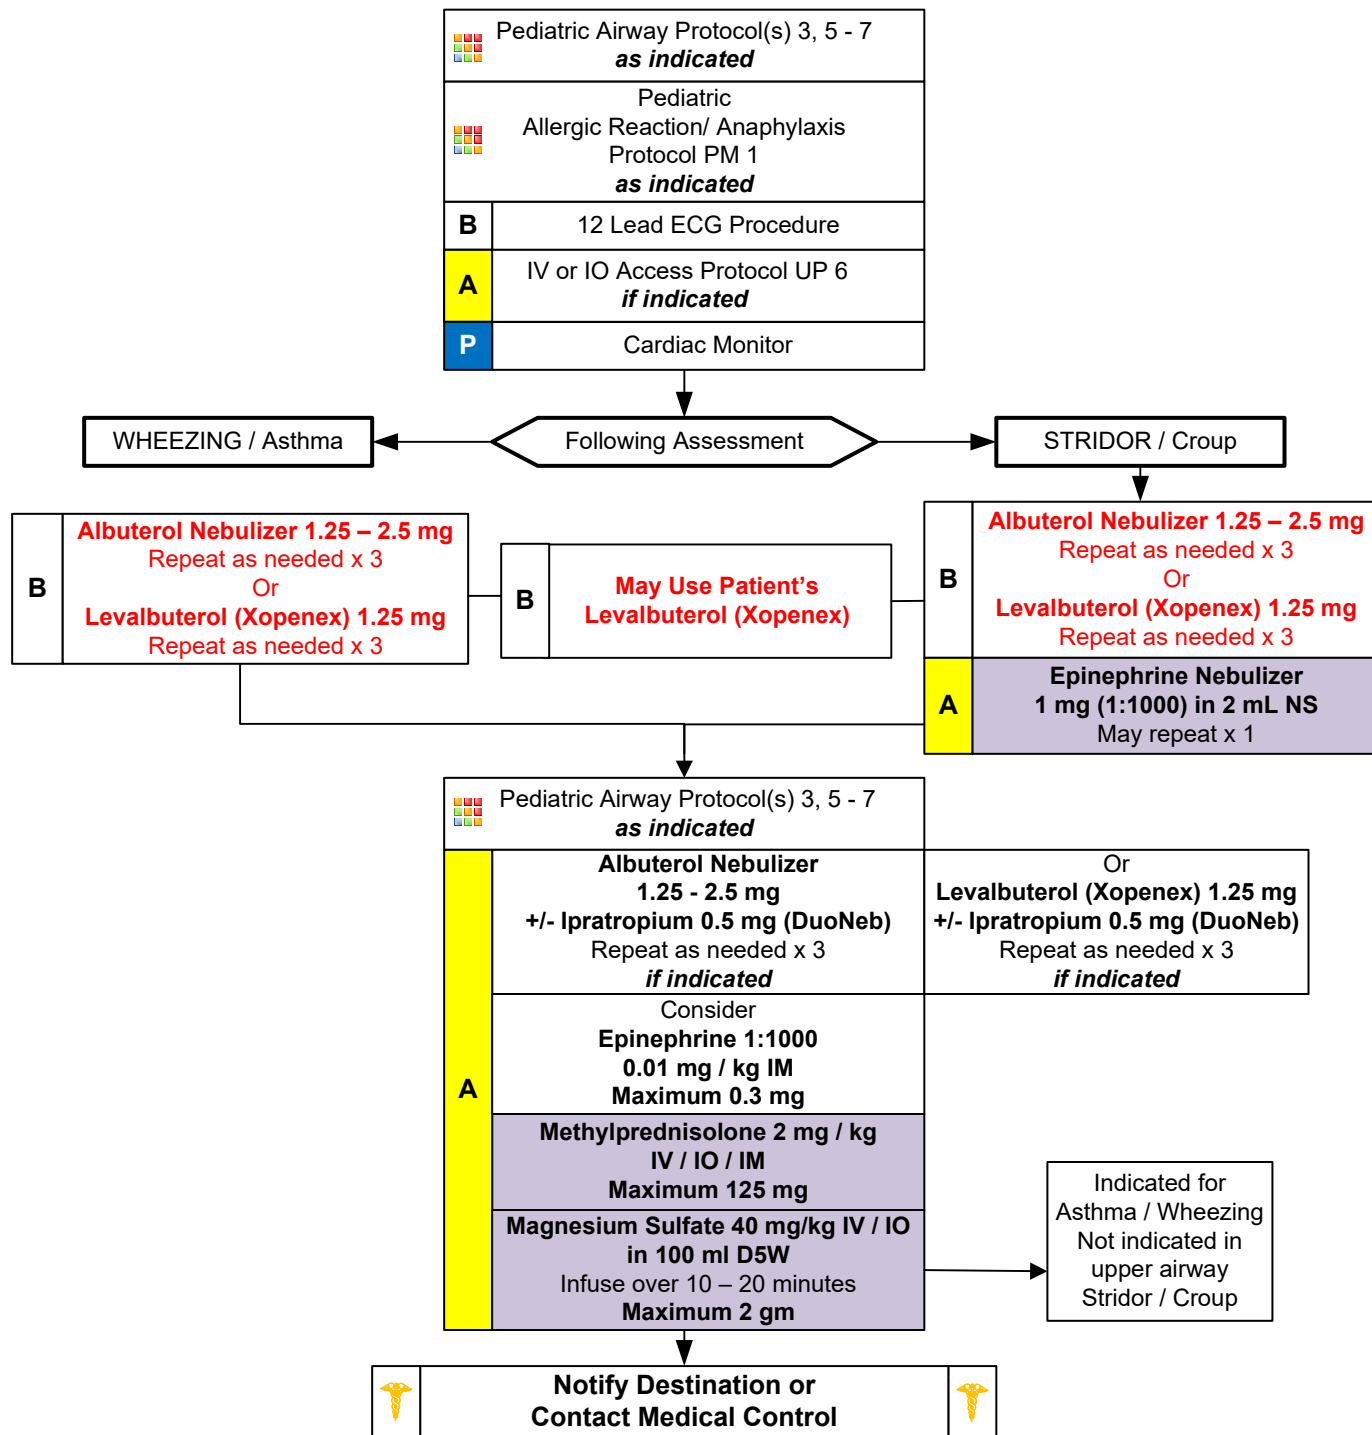 Pediatric Airway Protocol(s) 3, 5 - 7
as indicated
Pediatric
Allergic Reaction/ Anaphylaxis
Protocol PM 1
as indicated
B
12 Lead ECG Procedure
A
IV or IO Access Protocol UP 6
if indicated
P
Cardiac Monitor
WHEEZING / Asthma
Following Assessment
STRIDOR / Croup
B
Albuterol Nebulizer 1.25 – 2.5 mg
Repeat as needed x 3
Or
Levalbuterol (Xopenex) 1.25 mg
Repeat as needed x 3
B
May Use Patient’s
Levalbuterol (Xopenex)
B
Albuterol Nebulizer 1.25 – 2.5 mg
Repeat as needed x 3
Or
Levalbuterol (Xopenex) 1.25 mg
Repeat as needed x 3
A
Epinephrine Nebulizer
1 mg (1:1000) in 2 mL NS
May repeat x 1
Pediatric Airway Protocol(s) 3, 5 - 7
as indicated
A
Albuterol Nebulizer
1.25 - 2.5 mg
+/- Ipratropium 0.5 mg (DuoNeb)
Repeat as needed x 3
if indicated
Or
Levalbuterol (Xopenex) 1.25 mg
+/- Ipratropium 0.5 mg (DuoNeb)
Repeat as needed x 3
if indicated
Consider
Epinephrine 1:1000
0.01 mg / kg IM
Maximum 0.3 mg
Methylprednisolone 2 mg / kg
IV / IO / IM
Maximum 125 mg
Magnesium Sulfate 40 mg/kg IV / IO
in 100 ml D5W
Infuse over 10 – 20 minutes
Maximum 2 gm
Indicated for
Asthma / Wheezing
Not indicated in
upper airway
Stridor / Croup
Notify Destination or
Contact Medical Control